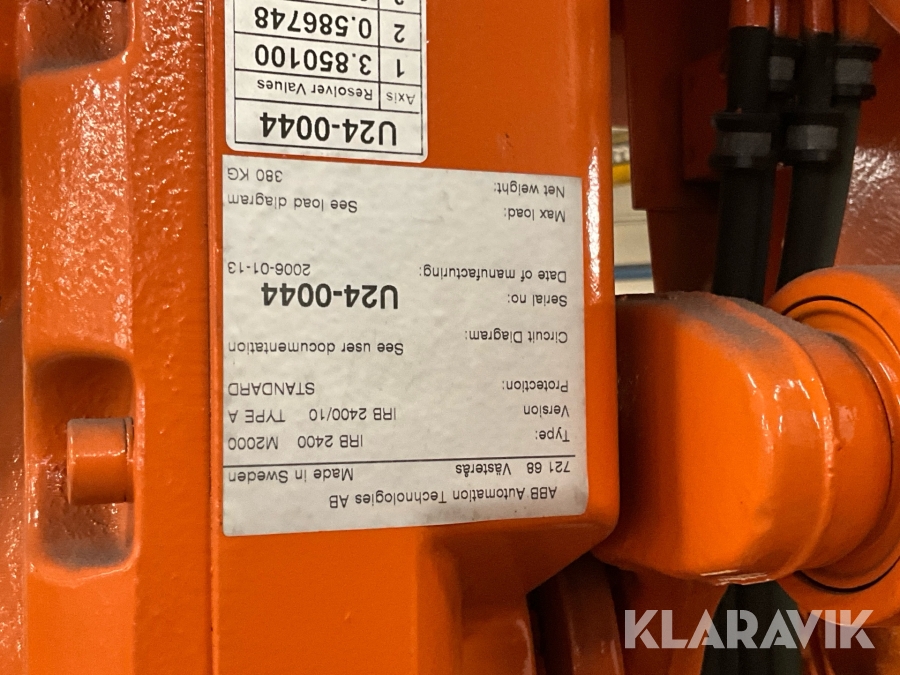 ABB Automation Technologies AB
721 68 Västerås Made in Sweden
Type: IRB 2400 M2000
Version IRB 2400/10 TYPE A
Protection: STANDARD
Circuit Diagram: See user documentation
Serial no: U24-0044
Date of manufacturing: 2006-01-13
Max load: See load diagram
Net weight: 380 KG
U24-0044
Axis Resolver Values
1 3.850100
2 0.586748
KLARAVIK